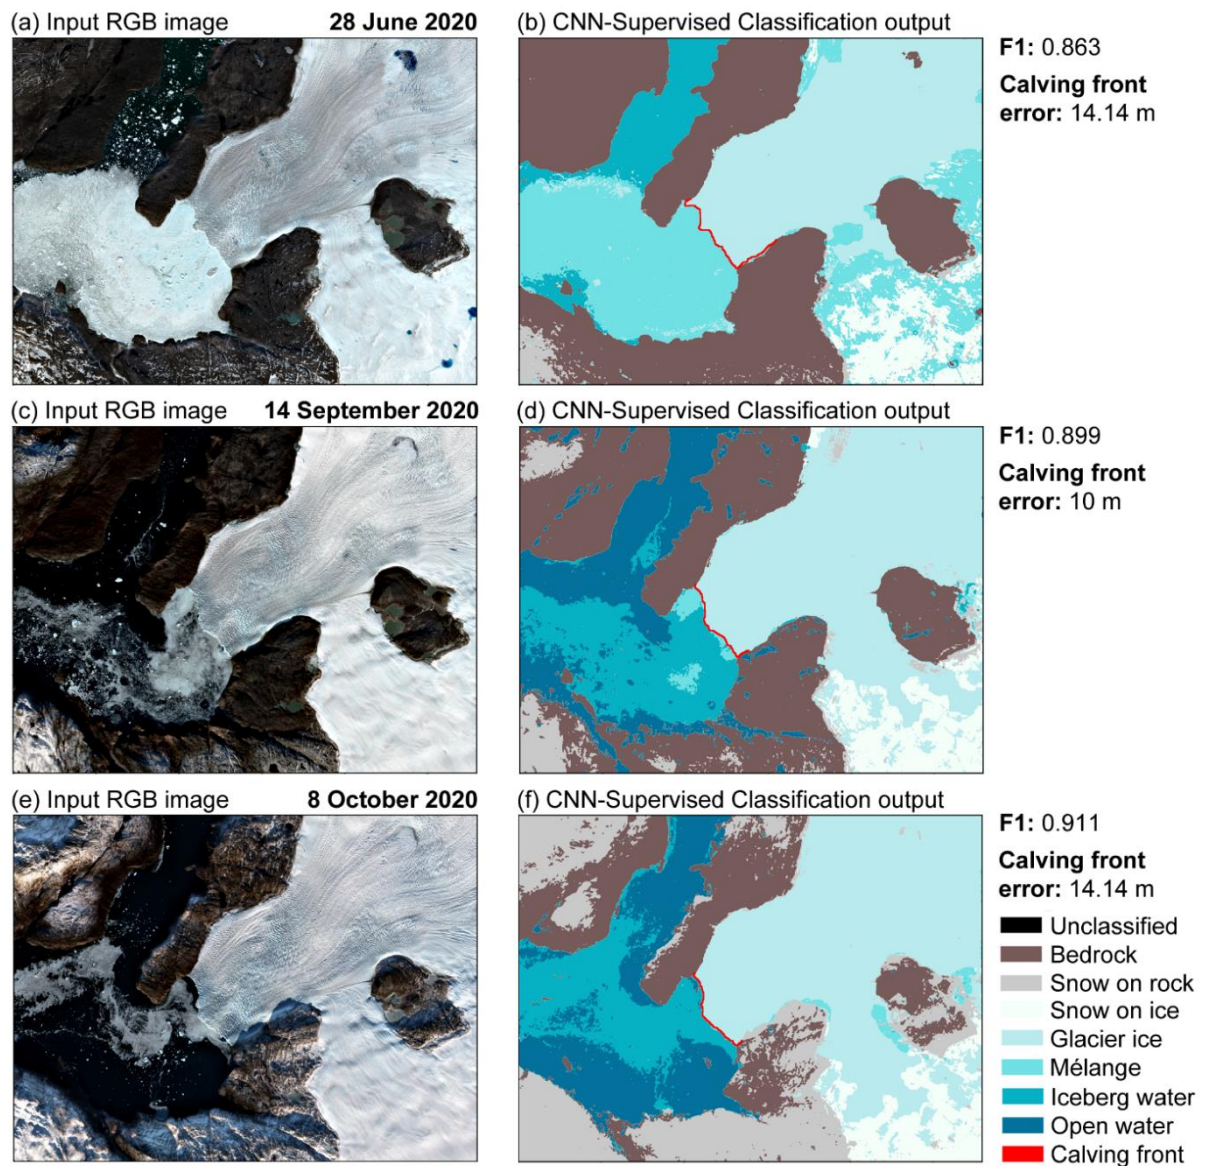 (a) Input RGB image 28 June 2020
(b) CNN-Supervised Classification output
F1: 0.863
Calving front
error: 14.14 m
(c) Input RGB image 14 September 2020
(d) CNN-Supervised Classification output
F1: 0.899
Calving front
error: 10 m
(e) Input RGB image 8 October 2020
(f) CNN-Supervised Classification output
F1: 0.911
Calving front
error: 14.14 m
Unclassified
Bedrock
Snow on rock
Snow on ice
Glacier ice
Mélange
Iceberg water
Open water
Calving front